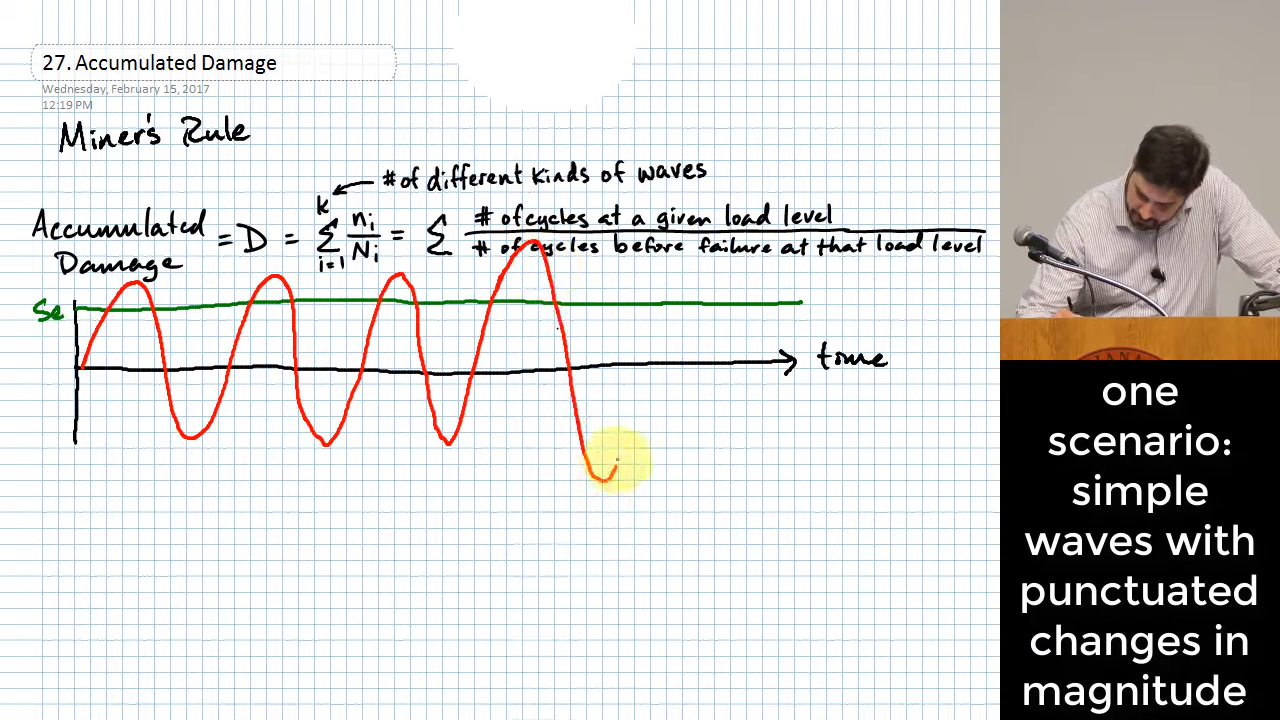 27. Accumulated Damage
Wednesday, February 15, 2017
12:19 PM
Miner's Rule
# of different kinds of waves
Accumulated Damage = D = k Σ i=1 ni/Ni = Σ # of cycles at a given load level / # of cycles before failure at that load level
Se
time
one
scenario:
simple
waves with
punctuated
changes in
magnitude